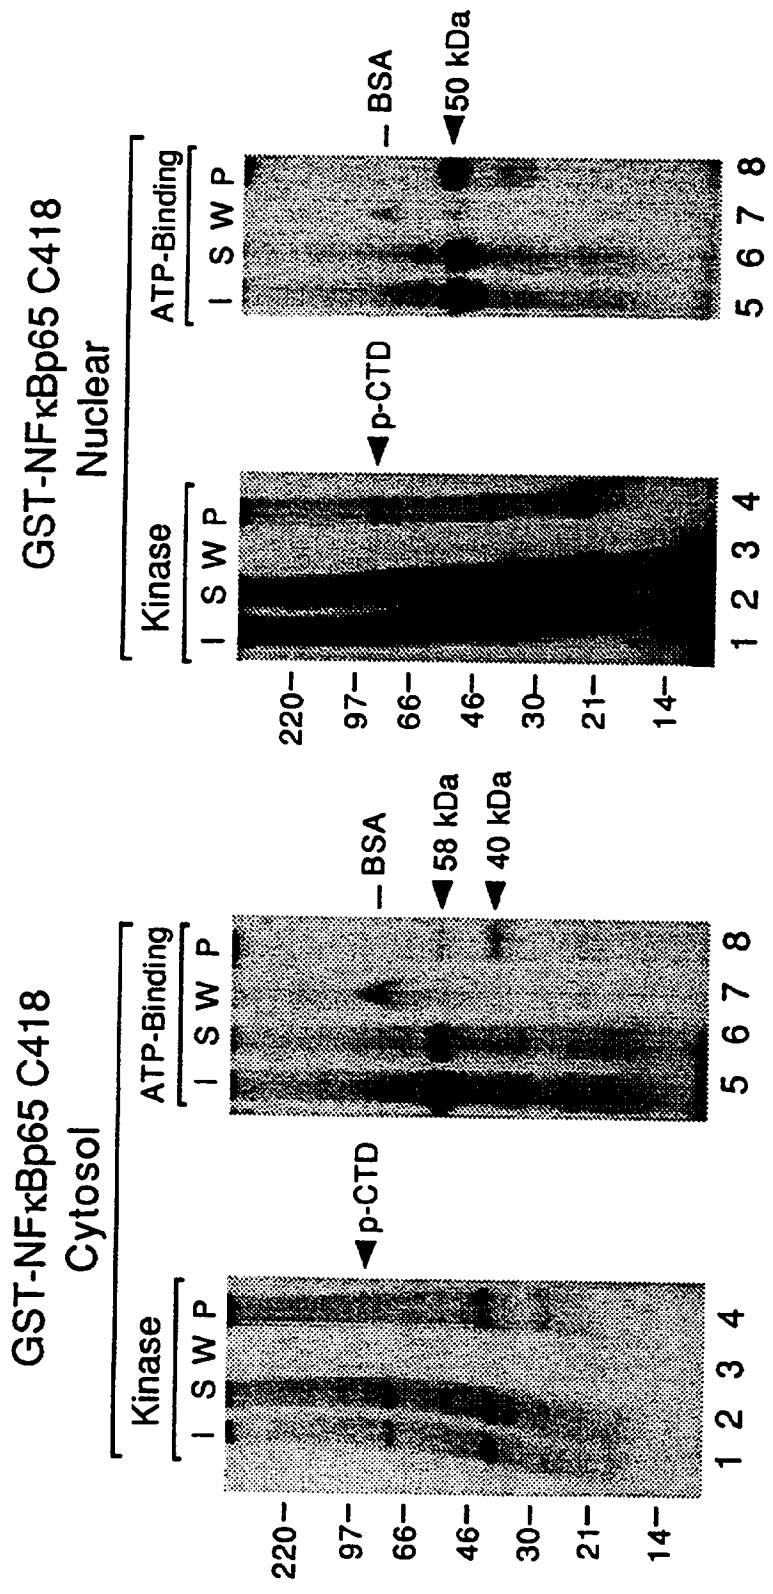 GST-NFκBp65 C418
Cytosol
Kinase
ATP-Binding
I S W P
I S W P
220–
97–
66–
46–
30–
21–
14–
p-CTD
– BSA
58 kDa
40 kDa
1 2 3 4
5 6 7 8
GST-NFκBp65 C418
Nuclear
Kinase
ATP-Binding
I S W P
I S W P
220–
97–
66–
46–
30–
21–
14–
p-CTD
– BSA
50 kDa
1 2 3 4
5 6 7 8